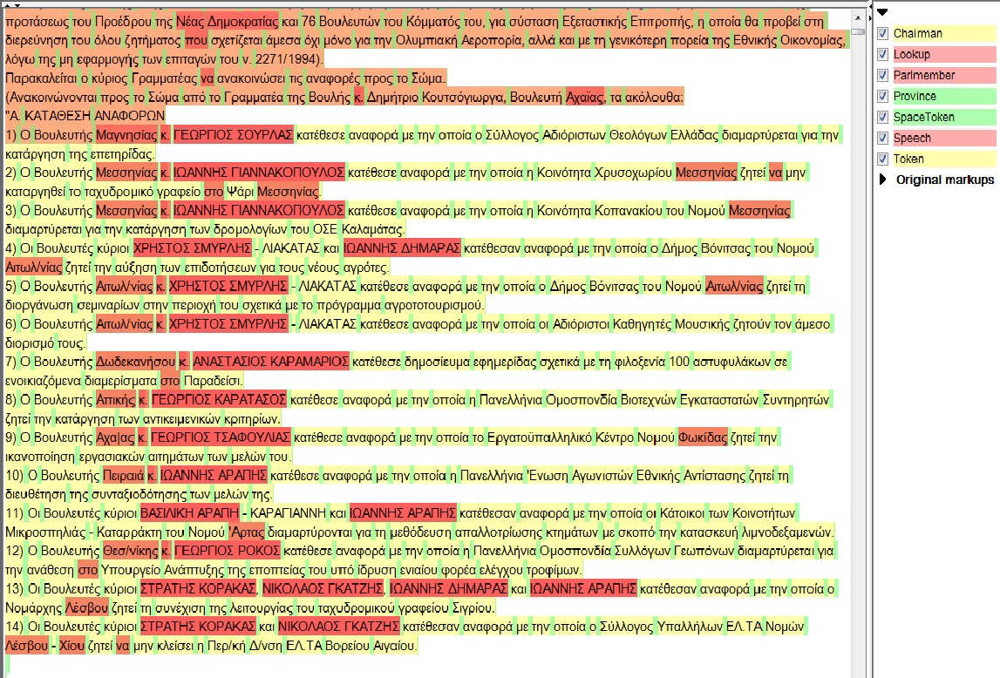 προτάσεως του Προέδρου της Νέας Δημοκρατίας και 76 Βουλευτών του Κόμματός του, για σύσταση Εξεταστικής Επιτροπής, η οποία θα προβεί στη
διερεύνηση του όλου ζητήματος που σχετίζεται άμεσα όχι μόνο για την Ολυμπιακή Αεροπορία, αλλά και με τη γενικότερη πορεία της Εθνικής Οικονομίας,
λόγω της μη εφαρμογής των επιταγών του ν. 2271/1994).
Παρακαλείται ο κύριος Γραμματέας να ανακοινώσει τις αναφορές προς το Σώμα.
(Ανακοινώνονται προς το Σώμα από το Γραμματέα της Βουλής κ. Δημήτριο Κουτσόγιωργα, Βουλευτή Αχαϊας, τα ακόλουθα:
"Α. ΚΑΤΑΘΕΣΗ ΑΝΑΦΟΡΩΝ
1) Ο Βουλευτής Μαγνησίας κ. ΓΕΩΡΓΙΟΣ ΣΟΥΡΛΑΣ κατέθεσε αναφορά με την οποία ο Σύλλογος Αδιόριστων Θεολόγων Ελλάδας διαμαρτύρεται για την
κατάργηση της επετηρίδας.
2) Ο Βουλευτής Μεσσηνίας κ. ΙΩΑΝΝΗΣ ΓΙΑΝΝΑΚΟΠΟΥΛΟΣ κατέθεσε αναφορά με την οποία η Κοινότητα Χρυσοχωρίου Μεσσηνίας ζητεί να μην
καταργηθεί το ταχυδρομικό γραφείο στο Ψάρι Μεσσηνίας.
3) Ο Βουλευτής Μεσσηνίας κ. ΙΩΑΝΝΗΣ ΓΙΑΝΝΑΚΟΠΟΥΛΟΣ κατέθεσε αναφορά με την οποία η Κοινότητα Κοπανακίου του Νομού Μεσσηνίας
διαμαρτύρεται για την κατάργηση των δρομολογίων του ΟΣΕ Καλαμάτας.
4) Οι Βουλευτές κύριοι ΧΡΗΣΤΟΣ ΣΜΥΡΛΗΣ - ΛΙΑΚΑΤΑΣ και ΙΩΑΝΝΗΣ ΔΗΜΑΡΑΣ κατέθεσαν αναφορά με την οποία ο Δήμος Βόνιτσας του Νομού
Αιτωλ/νίας ζητεί την αύξηση των επιδοτήσεων για τους νέους αγρότες.
5) Ο Βουλευτής Αιτωλ/νίας κ. ΧΡΗΣΤΟΣ ΣΜΥΡΛΗΣ - ΛΙΑΚΑΤΑΣ κατέθεσε αναφορά με την οποία ο Δήμος Βόνιτσας του Νομού Αιτωλ/νίας ζητεί τη
διοργάνωση σεμιναρίων στην περιοχή του σχετικά με το πρόγραμμα αγροτοτουρισμού.
6) Ο Βουλευτής Αιτωλ/νίας κ. ΧΡΗΣΤΟΣ ΣΜΥΡΛΗΣ - ΛΙΑΚΑΤΑΣ κατέθεσε αναφορά με την οποία οι Αδιόριστοι Καθηγητές Μουσικής ζητούν τον άμεσο
διορισμό τους.
7) Ο Βουλευτής Δωδεκανήσου κ. ΑΝΑΣΤΑΣΙΟΣ ΚΑΡΑΜΑΡΙΟΣ κατέθεσε δημοσίευμα εφημερίδας σχετικά με τη φιλοξενία 100 αστυφυλάκων σε
ενοικιαζόμενα διαμερίσματα στο Παραδείσι.
8) Ο Βουλευτής Αττικής κ. ΓΕΩΡΓΙΟΣ ΚΑΡΑΤΑΣΟΣ κατέθεσε αναφορά με την οποία η Πανελλήνια Ομοσπονδία Βιοτεχνών Εγκαταστατών Συντηρητών
ζητεί την κατάργηση των αντικειμενικών κριτηρίων.
9) Ο Βουλευτής Αχα|ας κ. ΓΕΩΡΓΙΟΣ ΤΣΑΦΟΥΛΙΑΣ κατέθεσε αναφορά με την οποία το Εργατοϋπαλληλικό Κέντρο Νομού Φωκίδας ζητεί την
ικανοποίηση εργασιακών αιτημάτων των μελών του.
10) Ο Βουλευτής Πειραιά κ. ΙΩΑΝΝΗΣ ΑΡΑΠΗΣ κατέθεσε αναφορά με την οποία η Πανελλήνια 'Ενωση Αγωνιστών Εθνικής Αντίστασης ζητεί τη
διευθέτηση της συνταξιοδότησης των μελών της.
11) Οι Βουλευτές κύριοι ΒΑΣΙΛΙΚΗ ΑΡΑΠΗ - ΚΑΡΑΓΙΑΝΝΗ και ΙΩΑΝΝΗΣ ΑΡΑΠΗΣ κατέθεσαν αναφορά με την οποία οι Κάτοικοι των Κοινοτήτων
Μικροσπηλιάς - Καταρράκτη του Νομού 'Αρτας διαμαρτύρονται για τη μεθόδευση απαλλοτρίωσης κτημάτων με σκοπό την κατασκευή λιμνοδεξαμενών.
12) Ο Βουλευτής Θεσ/νίκης κ. ΓΕΩΡΓΙΟΣ ΡΟΚΟΣ κατέθεσε αναφορά με την οποία η Πανελλήνια Ομοσπονδία Συλλόγων Γεωπόνων διαμαρτύρεται για
την ανάθεση στο Υπουργείο Ανάπτυξης της εποπτείας του υπό ίδρυση ενιαίου φορέα ελέγχου τροφίμων.
13) Οι Βουλευτές κύριοι ΣΤΡΑΤΗΣ ΚΟΡΑΚΑΣ, ΝΙΚΟΛΑΟΣ ΓΚΑΤΖΗΣ, ΙΩΑΝΝΗΣ ΔΗΜΑΡΑΣ και ΙΩΑΝΝΗΣ ΑΡΑΠΗΣ κατέθεσαν αναφορά με την οποία ο
Νομάρχης Λέσβου ζητεί τη συνέχιση της λειτουργίας του ταχυδρομικού γραφείου Σιγρίου.
14) Οι Βουλευτές κύριοι ΣΤΡΑΤΗΣ ΚΟΡΑΚΑΣ και ΝΙΚΟΛΑΟΣ ΓΚΑΤΖΗΣ κατέθεσαν αναφορά με την οποία ο Σύλλογος Υπαλλήλων ΕΛ.ΤΑ Νομών
Λέσβου - Χίου ζητεί να μην κλείσει η Περ/κή Δ/νση ΕΛ.ΤΑ Βορείου Αιγαίου.
Chairman
Lookup
Parlmember
Province
SpaceToken
Speech
Token
Original markups